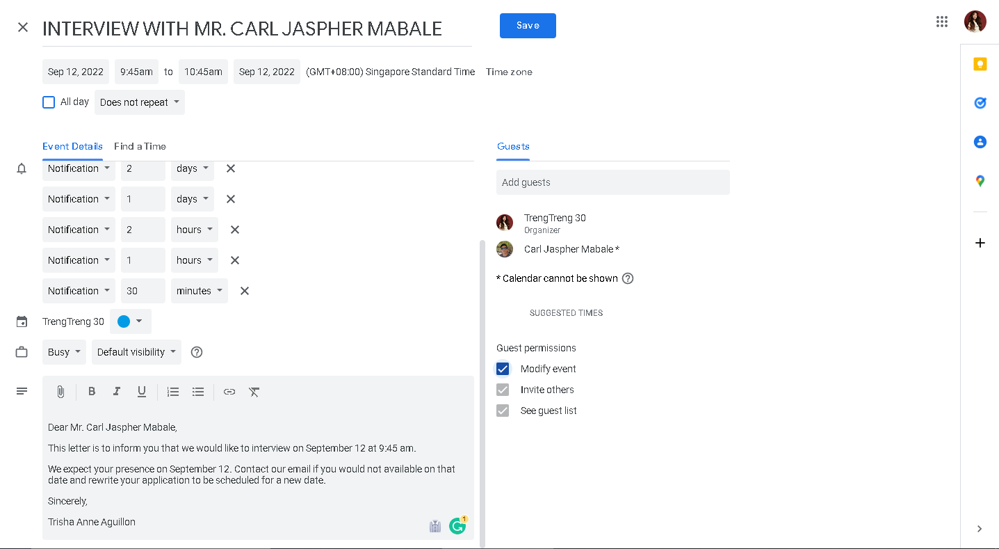 INTERVIEW WITH MR. CARL JASPHER MABALE
Save
Sep 12, 2022 9:45am to 10:45am Sep 12, 2022 (GMT+08:00) Singapore Standard Time Time zone
All day Does not repeat
Event Details Find a Time
Notification 2 days
Notification 1 days
Notification 2 hours
Notification 1 hours
Notification 30 minutes
TrengTreng 30
Busy Default visibility
B I U
Dear Mr. Carl Jaspher Mabale,
This letter is to inform you that we would like to interview on September 12 at 9:45 am.
We expect your presence on September 12. Contact our email if you would not available on that
date and rewrite your application to be scheduled for a new date.
Sincerely,
Trisha Anne Aguillon
1
Guests
Add guests
TrengTreng 30
Organizer
Carl Jaspher Mabale *
* Calendar cannot be shown
SUGGESTED TIMES
Guest permissions
Modify event
Invite others
See guest list